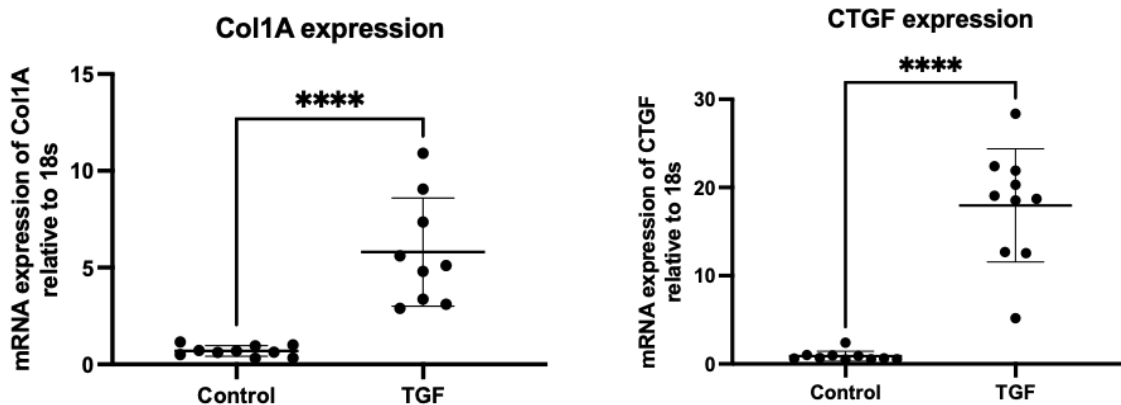 Col1A expression
mRNA expression of Col1A
relative to 18s
15
10
5
0
****
Control
TGF
CTGF expression
mRNA expression of CTGF
relative to 18s
30
20
10
0
****
Control
TGF